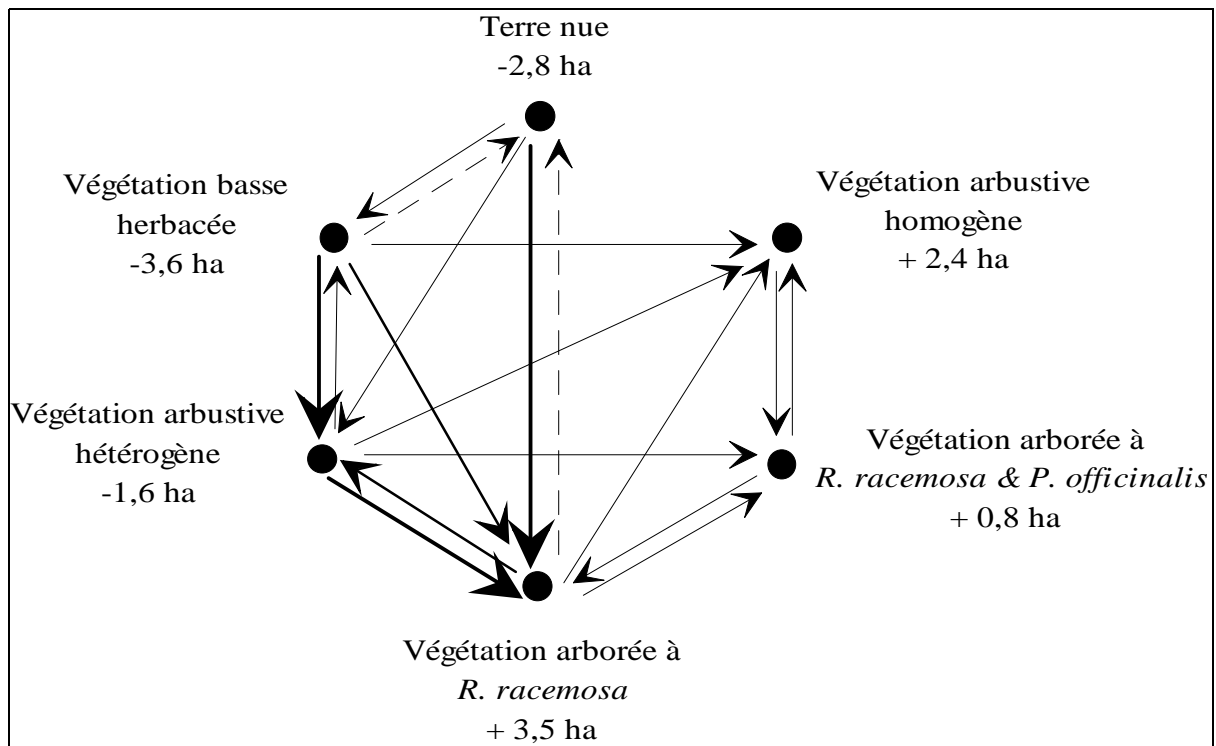 Terre nue
-2,8 ha
Végétation basse
herbacée
-3,6 ha
Végétation arbustive
homogène
+ 2,4 ha
Végétation arbustive
hétérogène
-1,6 ha
Végétation arborée à
R. racemosa & P. officinalis
+ 0,8 ha
Végétation arborée à
R. racemosa
+ 3,5 ha